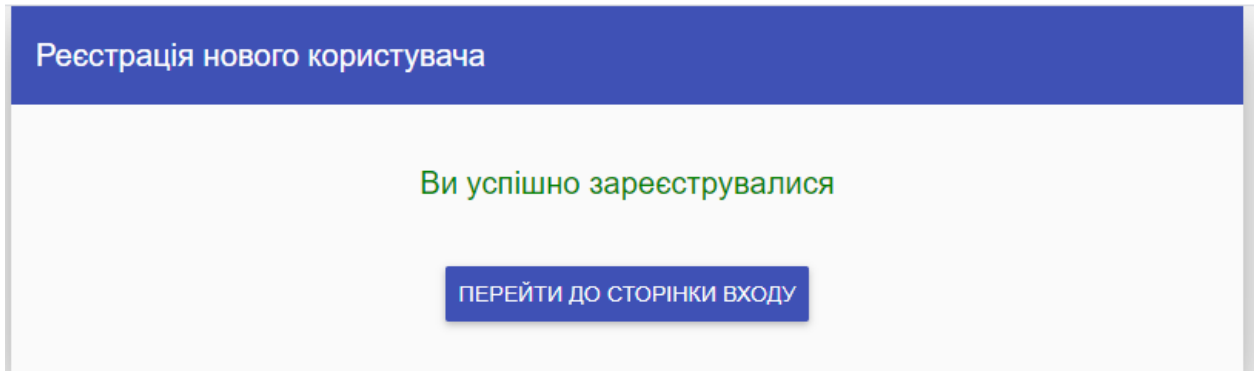 Реєстрація нового користувача
Ви успішно зареєструвалися
ПЕРЕЙТИ ДО СТОРІНКИ ВХОДУ